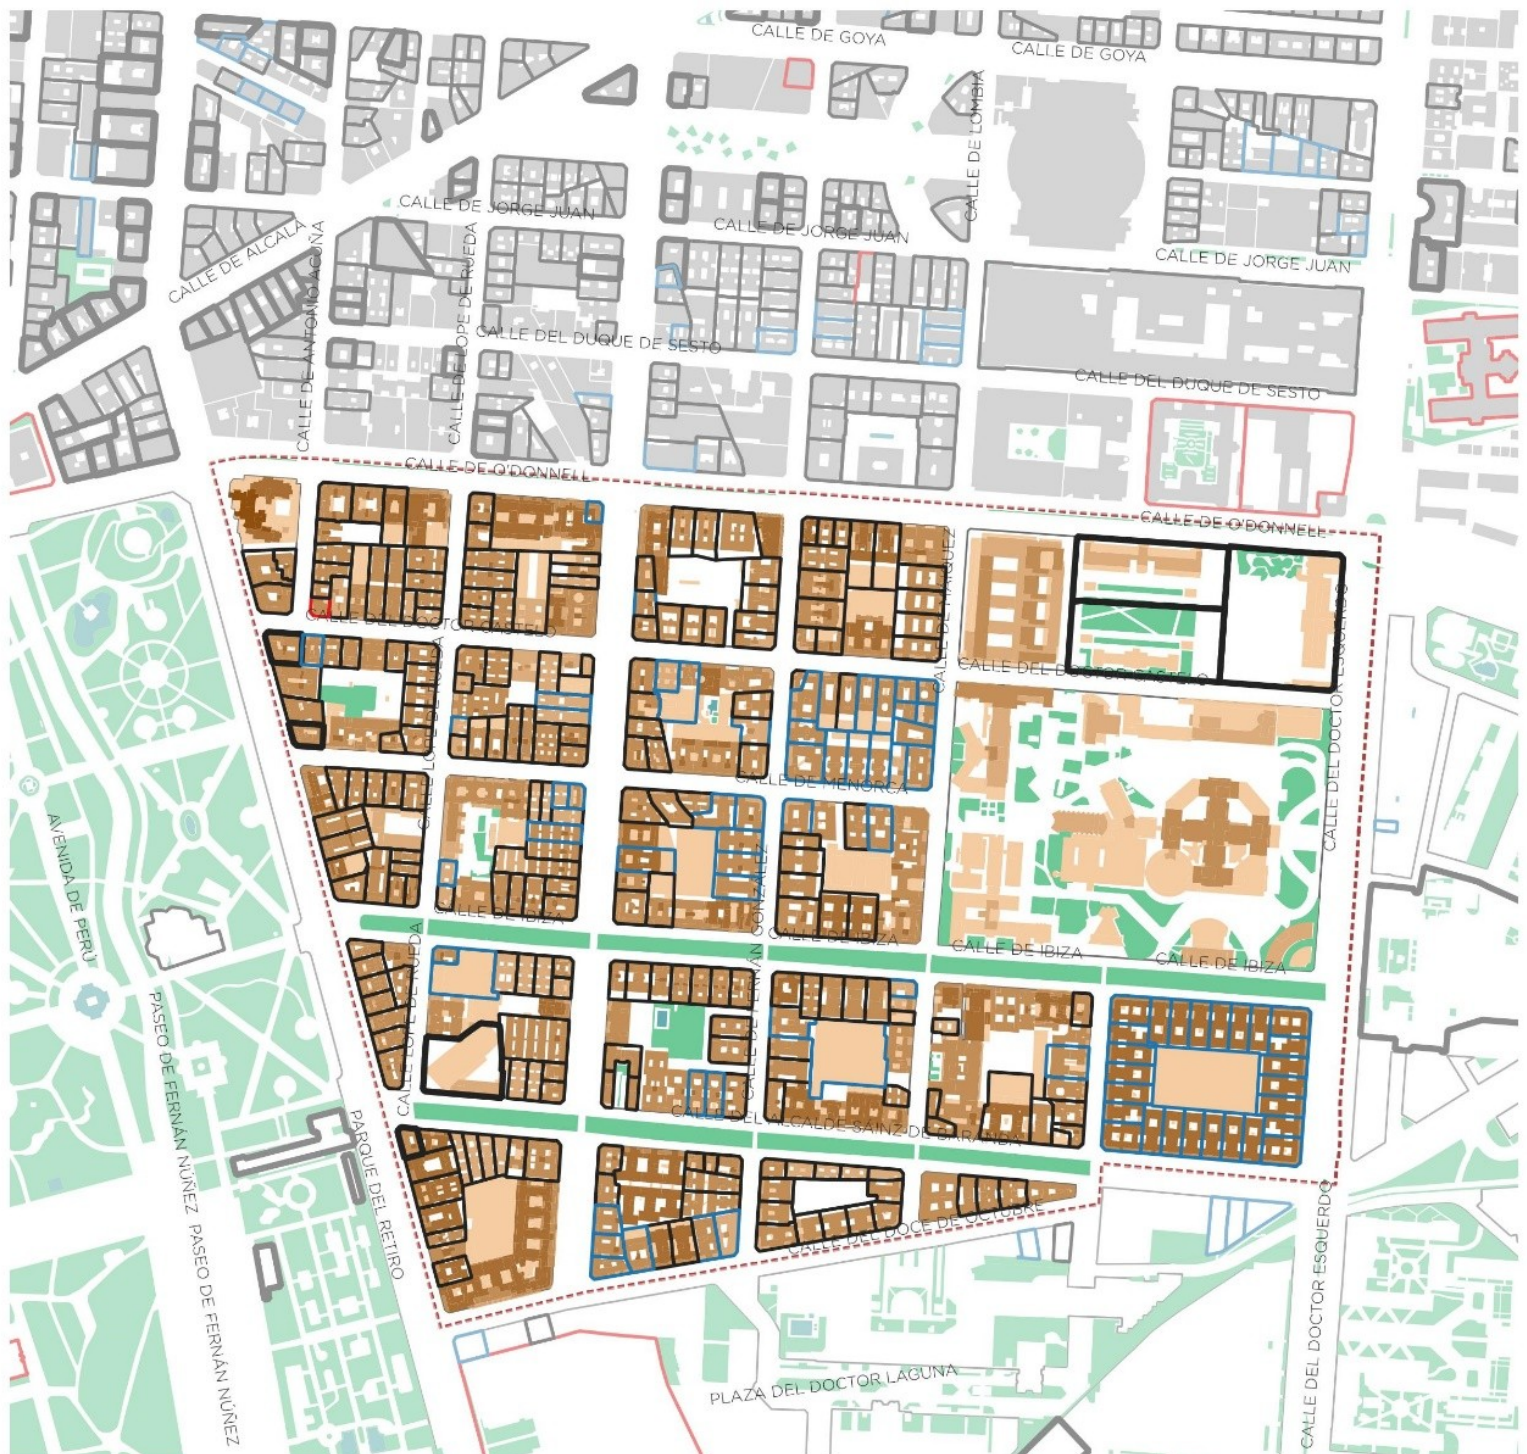 CALLE DE GOYA
CALLE DE GOYA
CALLE DE LOMBIA
CALLE DE JORGE JUAN
CALLE DE JORGE JUAN
CALLE DE JORGE JUAN
CALLE DE ALCALÁ
CALLE DE ANTONIO ACUÑA
CALLE DE LOPE DE RUEDA
CALLE DEL DUQUE DE SESTO
CALLE DEL DUQUE DE SESTO
CALLE DE O'DONNELL
CALLE DE O'DONNELL
CALLE DE MÁIQUEZ
CALLE DEL DOCTOR CASTELO
CALLE DEL DOCTOR CASTELO
CALLE DEL DOCTOR ESQUERDO
CALLE LOPE DE RUEDA
CALLE DE MENORCA
CALLE DEL DOCTOR ESQUERDO
AVENIDA DE PERÚ
CALLE DE IBIZA
CALLE DE IBIZA
CALLE DE IBIZA
CALLE DE IBIZA
CALLE DE FERNÁN GONZÁLEZ
CALLE LOPE DE RUEDA
CALLE DEL ALCALDE SAINZ DE BARANDA
PASEO DE FERNÁN NÚÑEZ
PASEO DE FERNÁN NÚÑEZ
PARQUE DEL RETIRO
CALLE DEL DOCE DE OCTUBRE
CALLE DEL DOCTOR ESQUERDO
PLAZA DEL DOCTOR LAGUNA